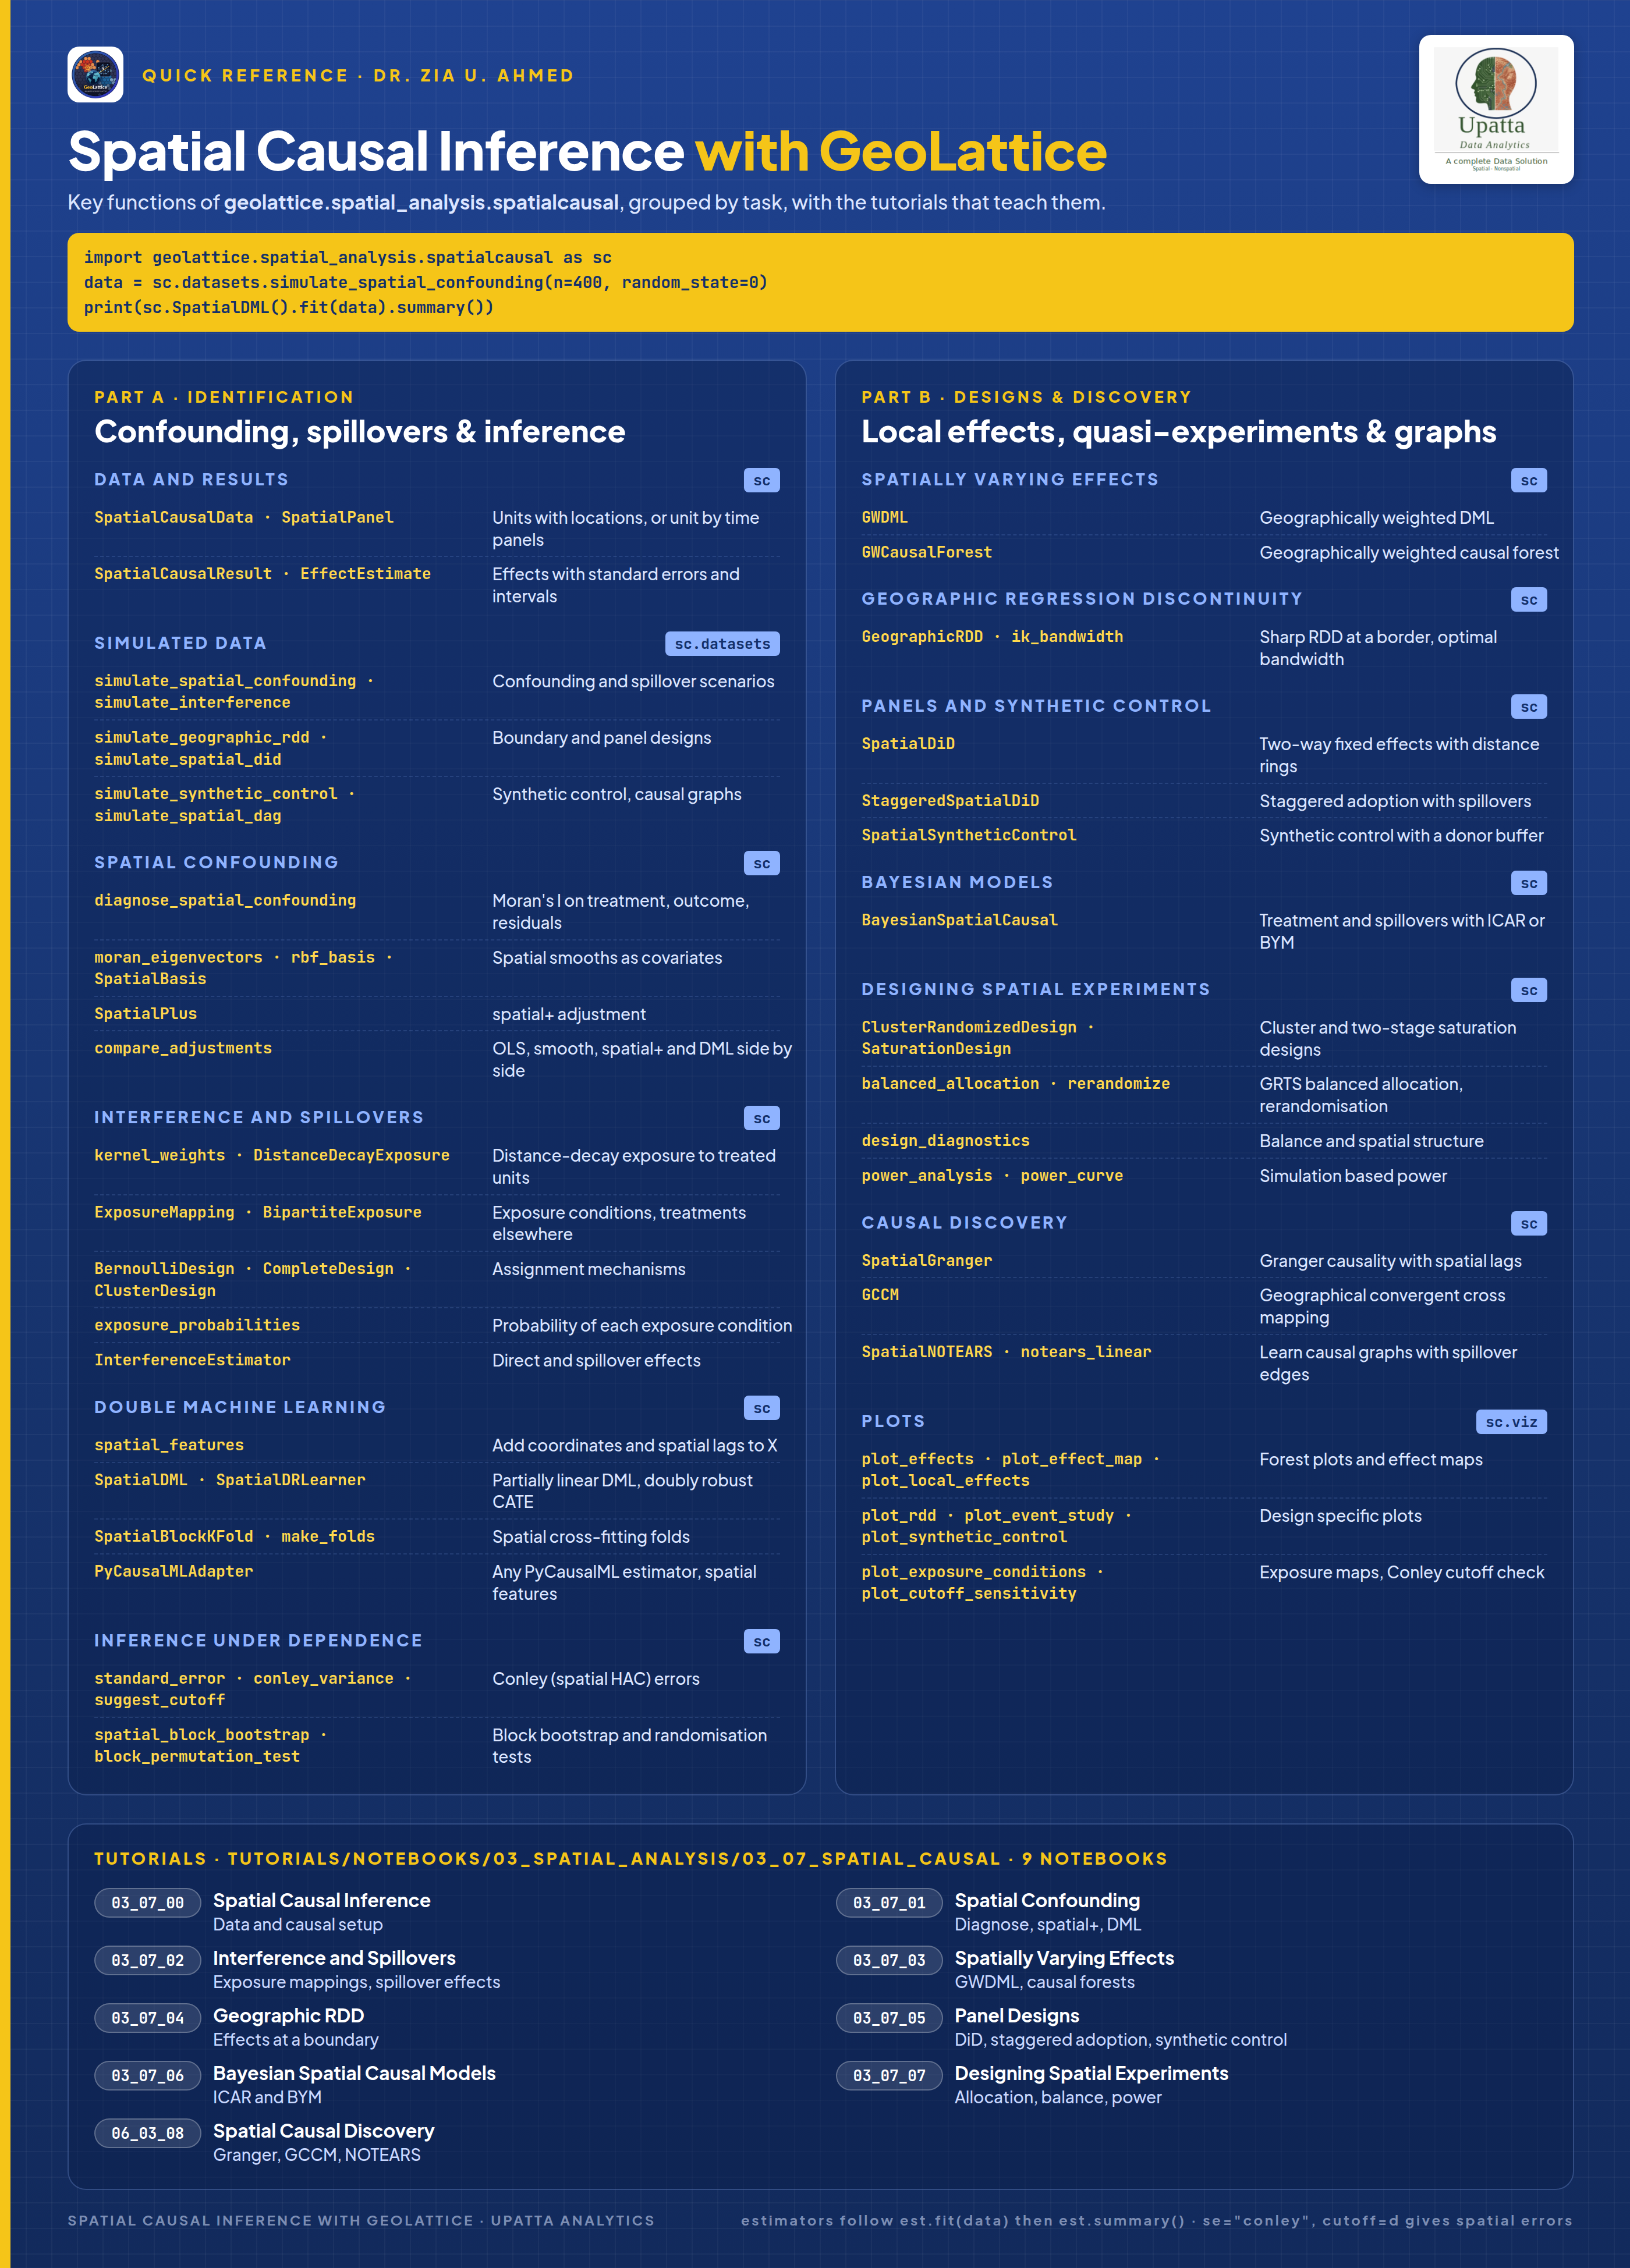 GeoLattice
QUICK REFERENCE · DR. ZIA U. AHMED
Upatta
Data Analytics
A complete Data Solution
Spatial - Nonspatial
Spatial Causal Inference with GeoLattice
Key functions of geolattice.spatial_analysis.spatialcausal, grouped by task, with the tutorials that teach them.
import geolattice.spatial_analysis.spatialcausal as sc
data = sc.datasets.simulate_spatial_confounding(n=400, random_state=0)
print(sc.SpatialDML().fit(data).summary())
PART A · IDENTIFICATION
Confounding, spillovers & inference
DATA AND RESULTS sc
SpatialCausalData · SpatialPanel Units with locations, or unit by time
panels
SpatialCausalResult · EffectEstimate Effects with standard errors and
intervals
SIMULATED DATA sc.datasets
simulate_spatial_confounding · Confounding and spillover scenarios
simulate_interference
simulate_geographic_rdd · Boundary and panel designs
simulate_spatial_did
simulate_synthetic_control · Synthetic control, causal graphs
simulate_spatial_dag
SPATIAL CONFOUNDING sc
diagnose_spatial_confounding Moran's I on treatment, outcome,
residuals
moran_eigenvectors · rbf_basis · Spatial smooths as covariates
SpatialBasis
SpatialPlus spatial+ adjustment
compare_adjustments OLS, smooth, spatial+ and DML side by
side
INTERFERENCE AND SPILLOVERS sc
kernel_weights · DistanceDecayExposure Distance-decay exposure to treated
units
ExposureMapping · BipartiteExposure Exposure conditions, treatments
elsewhere
BernoulliDesign · CompleteDesign · Assignment mechanisms
ClusterDesign
exposure_probabilities Probability of each exposure condition
InterferenceEstimator Direct and spillover effects
DOUBLE MACHINE LEARNING sc
spatial_features Add coordinates and spatial lags to X
SpatialDML · SpatialDRLearner Partially linear DML, doubly robust
CATE
SpatialBlockKFold · make_folds Spatial cross-fitting folds
PyCausalMLAdapter Any PyCausalML estimator, spatial
features
INFERENCE UNDER DEPENDENCE sc
standard_error · conley_variance · Conley (spatial HAC) errors
suggest_cutoff
spatial_block_bootstrap · Block bootstrap and randomisation
block_permutation_test tests
PART B · DESIGNS & DISCOVERY
Local effects, quasi-experiments & graphs
SPATIALLY VARYING EFFECTS sc
GWDML Geographically weighted DML
GWCausalForest Geographically weighted causal forest
GEOGRAPHIC REGRESSION DISCONTINUITY sc
GeographicRDD · ik_bandwidth Sharp RDD at a border, optimal
bandwidth
PANELS AND SYNTHETIC CONTROL sc
SpatialDiD Two-way fixed effects with distance
rings
StaggeredSpatialDiD Staggered adoption with spillovers
SpatialSyntheticControl Synthetic control with a donor buffer
BAYESIAN MODELS sc
BayesianSpatialCausal Treatment and spillovers with ICAR or
BYM
DESIGNING SPATIAL EXPERIMENTS sc
ClusterRandomizedDesign · Cluster and two-stage saturation
SaturationDesign designs
balanced_allocation · rerandomize GRTS balanced allocation,
rerandomisation
design_diagnostics Balance and spatial structure
power_analysis · power_curve Simulation based power
CAUSAL DISCOVERY sc
SpatialGranger Granger causality with spatial lags
GCCM Geographical convergent cross
mapping
SpatialNOTEARS · notears_linear Learn causal graphs with spillover
edges
PLOTS sc.viz
plot_effects · plot_effect_map · Forest plots and effect maps
plot_local_effects
plot_rdd · plot_event_study · Design specific plots
plot_synthetic_control
plot_exposure_conditions · Exposure maps, Conley cutoff check
plot_cutoff_sensitivity
TUTORIALS · TUTORIALS/NOTEBOOKS/03_SPATIAL_ANALYSIS/03_07_SPATIAL_CAUSAL · 9 NOTEBOOKS
03_07_00 Spatial Causal Inference
Data and causal setup
03_07_01 Spatial Confounding
Diagnose, spatial+, DML
03_07_02 Interference and Spillovers
Exposure mappings, spillover effects
03_07_03 Spatially Varying Effects
GWDML, causal forests
03_07_04 Geographic RDD
Effects at a boundary
03_07_05 Panel Designs
DiD, staggered adoption, synthetic control
03_07_06 Bayesian Spatial Causal Models
ICAR and BYM
03_07_07 Designing Spatial Experiments
Allocation, balance, power
06_03_08 Spatial Causal Discovery
Granger, GCCM, NOTEARS
SPATIAL CAUSAL INFERENCE WITH GEOLATTICE · UPATTA ANALYTICS
estimators follow est.fit(data) then est.summary() · se="conley", cutoff=d gives spatial errors